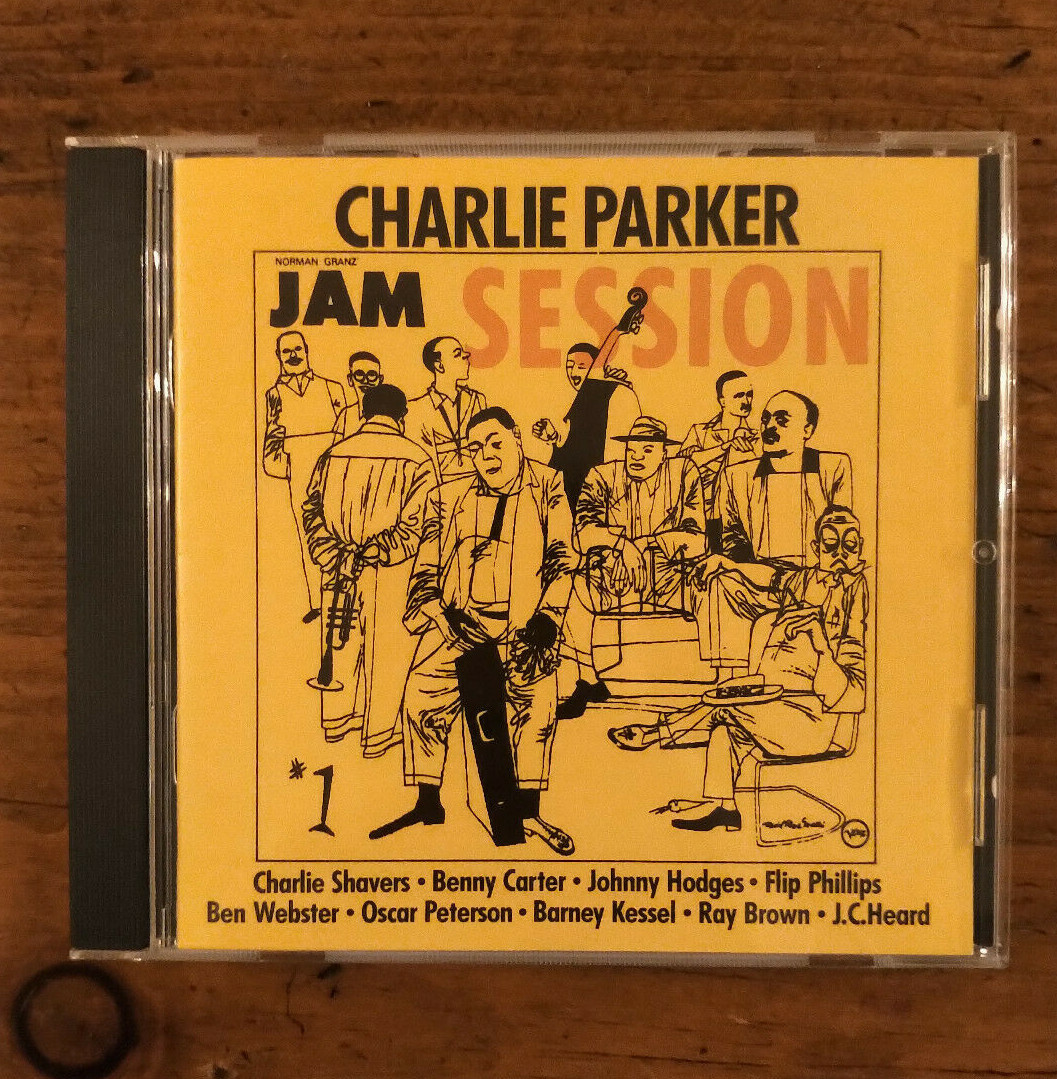 CHARLIE PARKER
NORMAN GRANZ'
JAM SESSION
#1
Verve
Charlie Shavers • Benny Carter • Johnny Hodges • Flip Phillips
Ben Webster • Oscar Peterson • Barney Kessel • Ray Brown • J.C.Heard